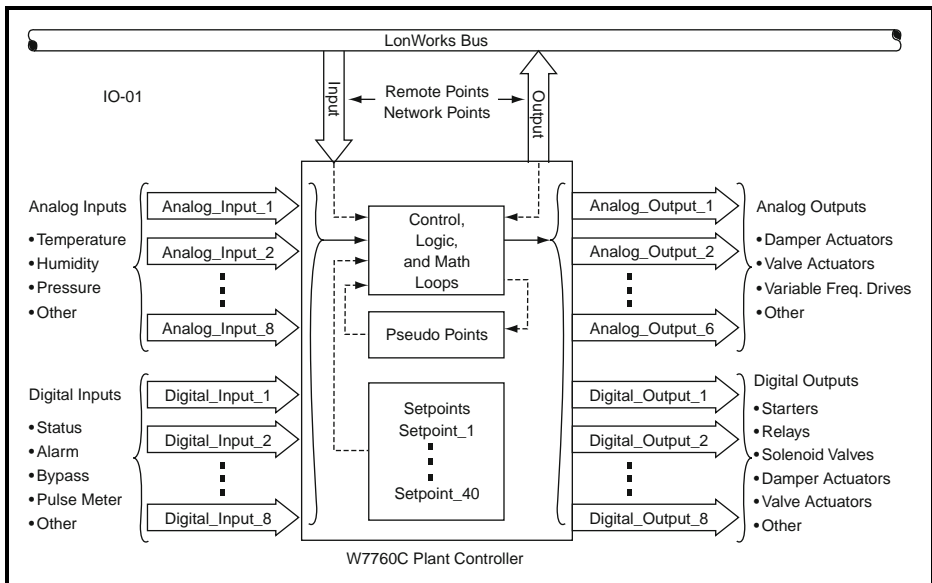 LonWorks Bus
IO-01
Input
Remote Points
Network Points
Output
Analog Inputs
• Temperature
• Humidity
• Pressure
• Other
Analog_Input_1
Analog_Input_2
Analog_Input_8
Digital Inputs
• Status
• Alarm
• Bypass
• Pulse Meter
• Other
Digital_Input_1
Digital_Input_2
Digital_Input_8
Control,
Logic,
and Math
Loops
Pseudo Points
Setpoints
Setpoint_1
Setpoint_40
Analog_Output_1
Analog_Output_2
Analog_Output_6
Analog Outputs
• Damper Actuators
• Valve Actuators
• Variable Freq. Drives
• Other
Digital_Output_1
Digital_Output_2
Digital_Output_8
Digital Outputs
• Starters
• Relays
• Solenoid Valves
• Damper Actuators
• Valve Actuators
• Other
W7760C Plant Controller